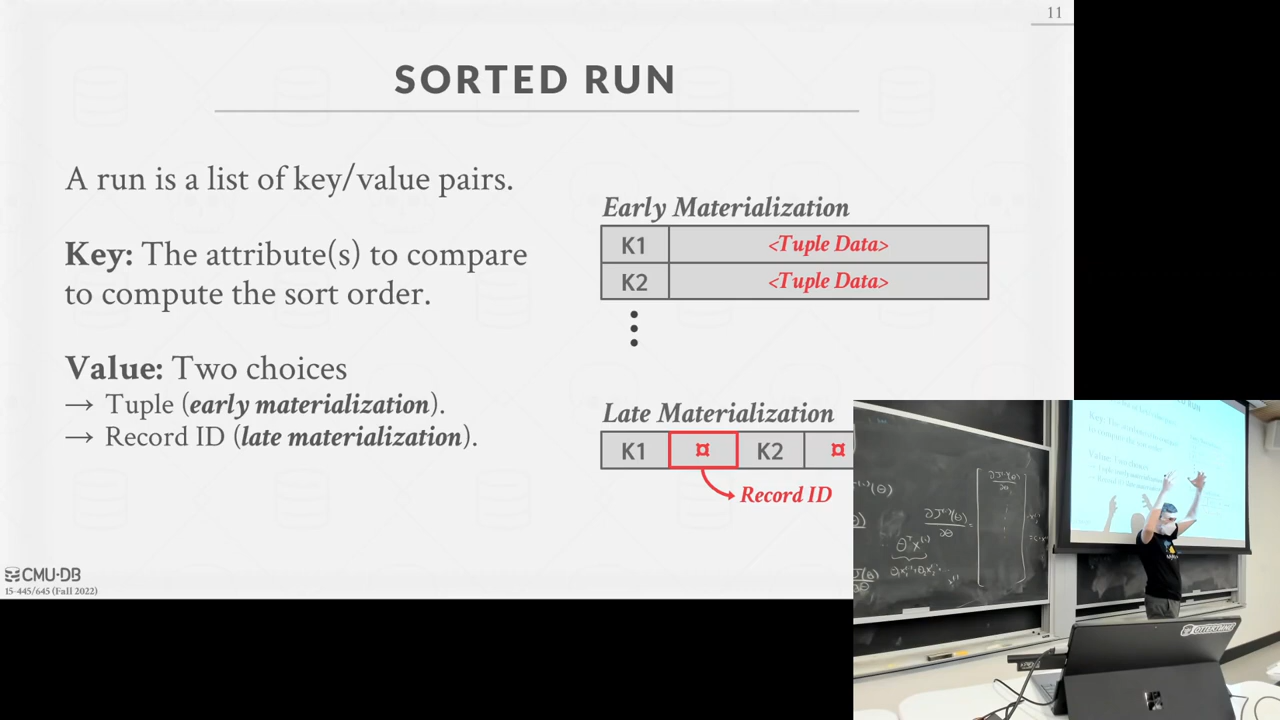 11
SORTED RUN
A run is a list of key/value pairs.
Key: The attribute(s) to compare
to compute the sort order.
Value: Two choices
→ Tuple (early materialization).
→ Record ID (late materialization).
Early Materialization
K1 <Tuple Data>
K2 <Tuple Data>
Late Materialization
K1 ¤ K2 ¤
Record ID
CMU·DB
15-445/645 (Fall 2022)